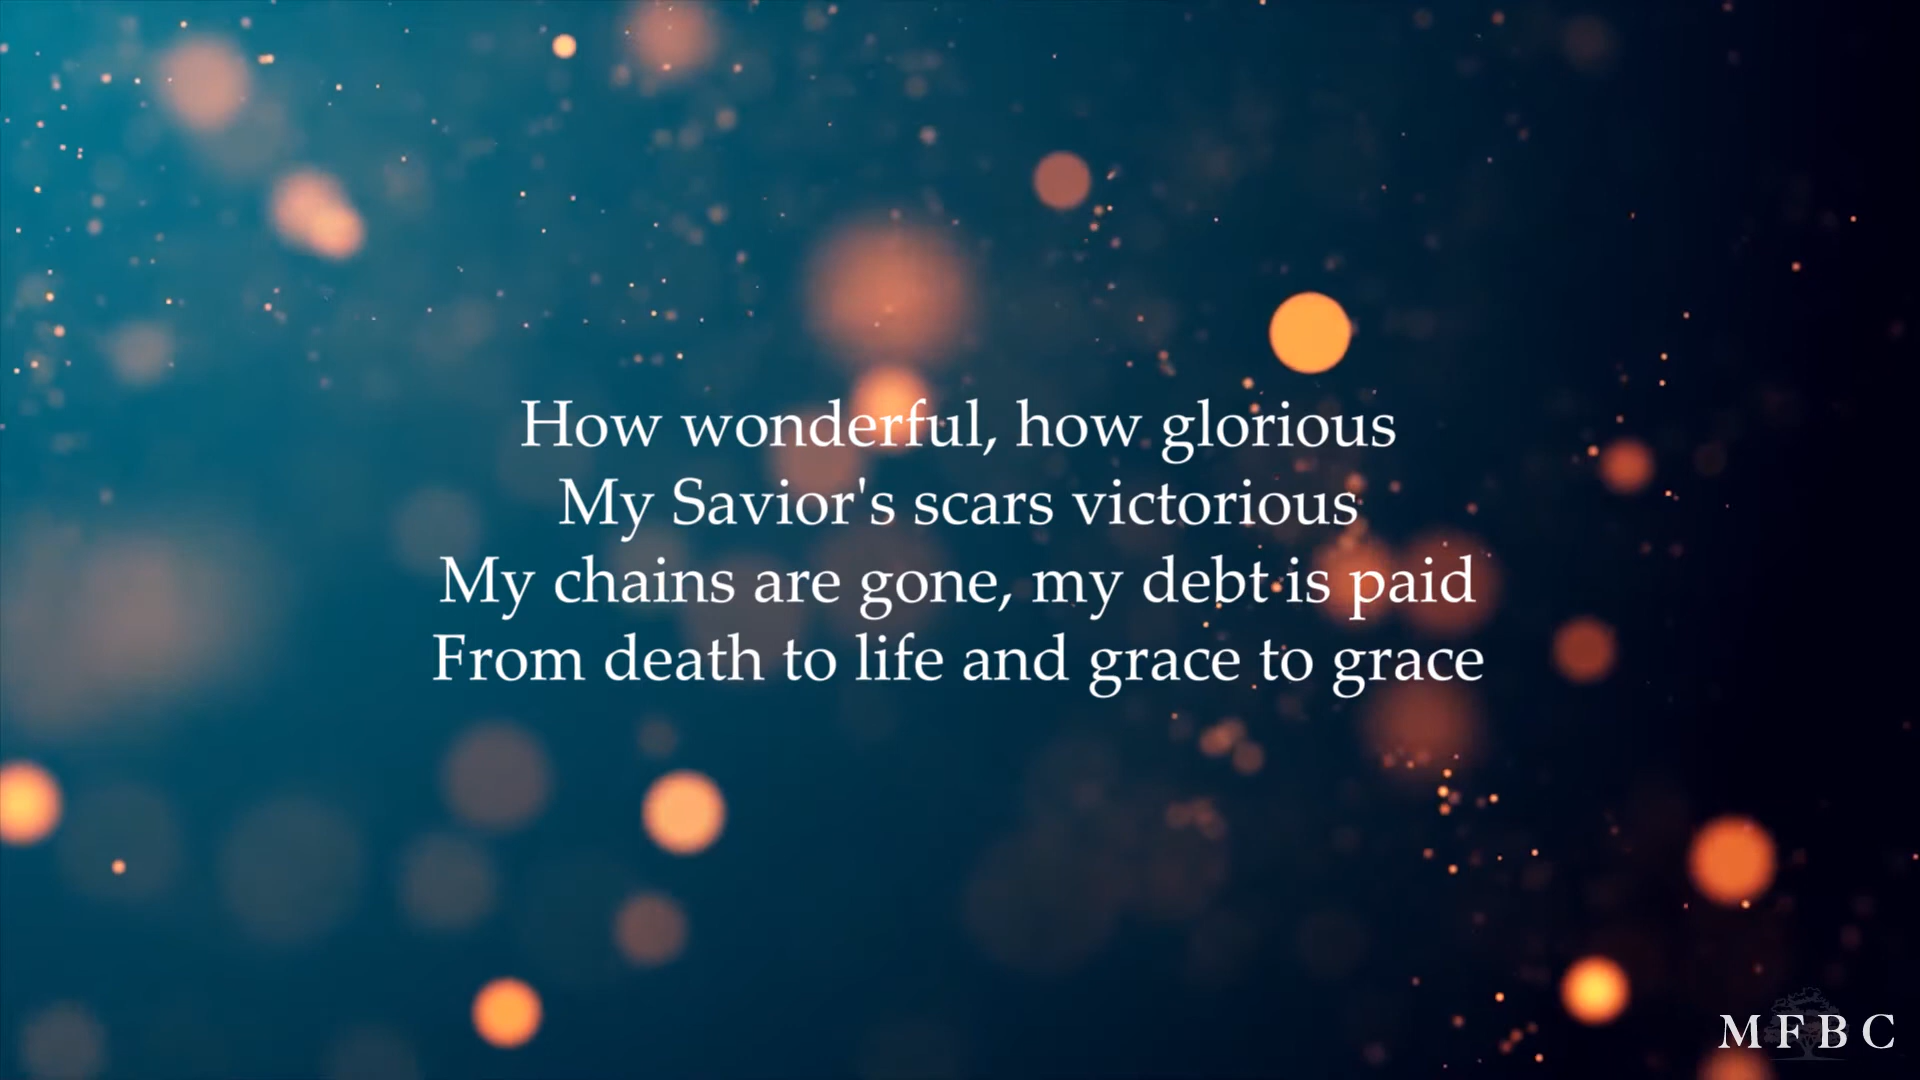 How wonderful, how glorious
My Savior's scars victorious
My chains are gone, my debt is paid
From death to life and grace to grace
MFBC